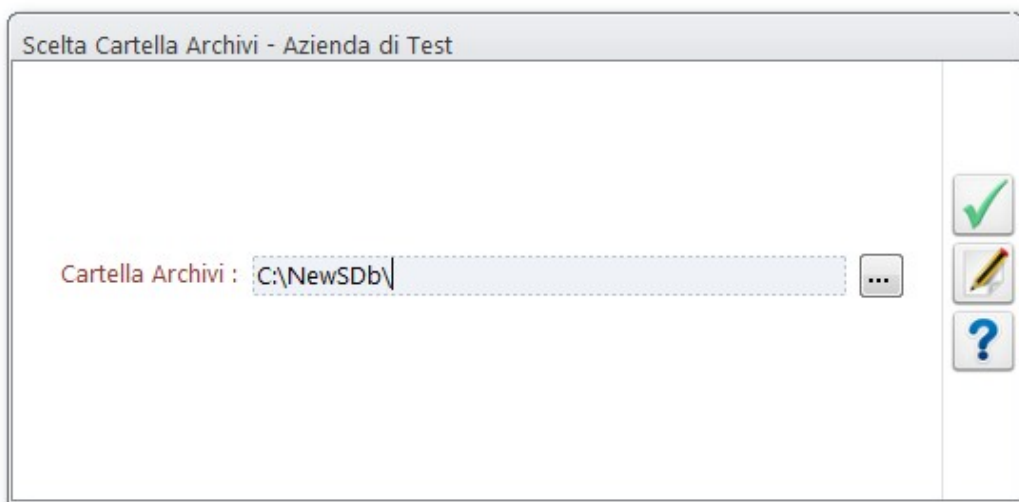 Scelta Cartella Archivi - Azienda di Test
Cartella Archivi : C:\NewSDb\ ...
?